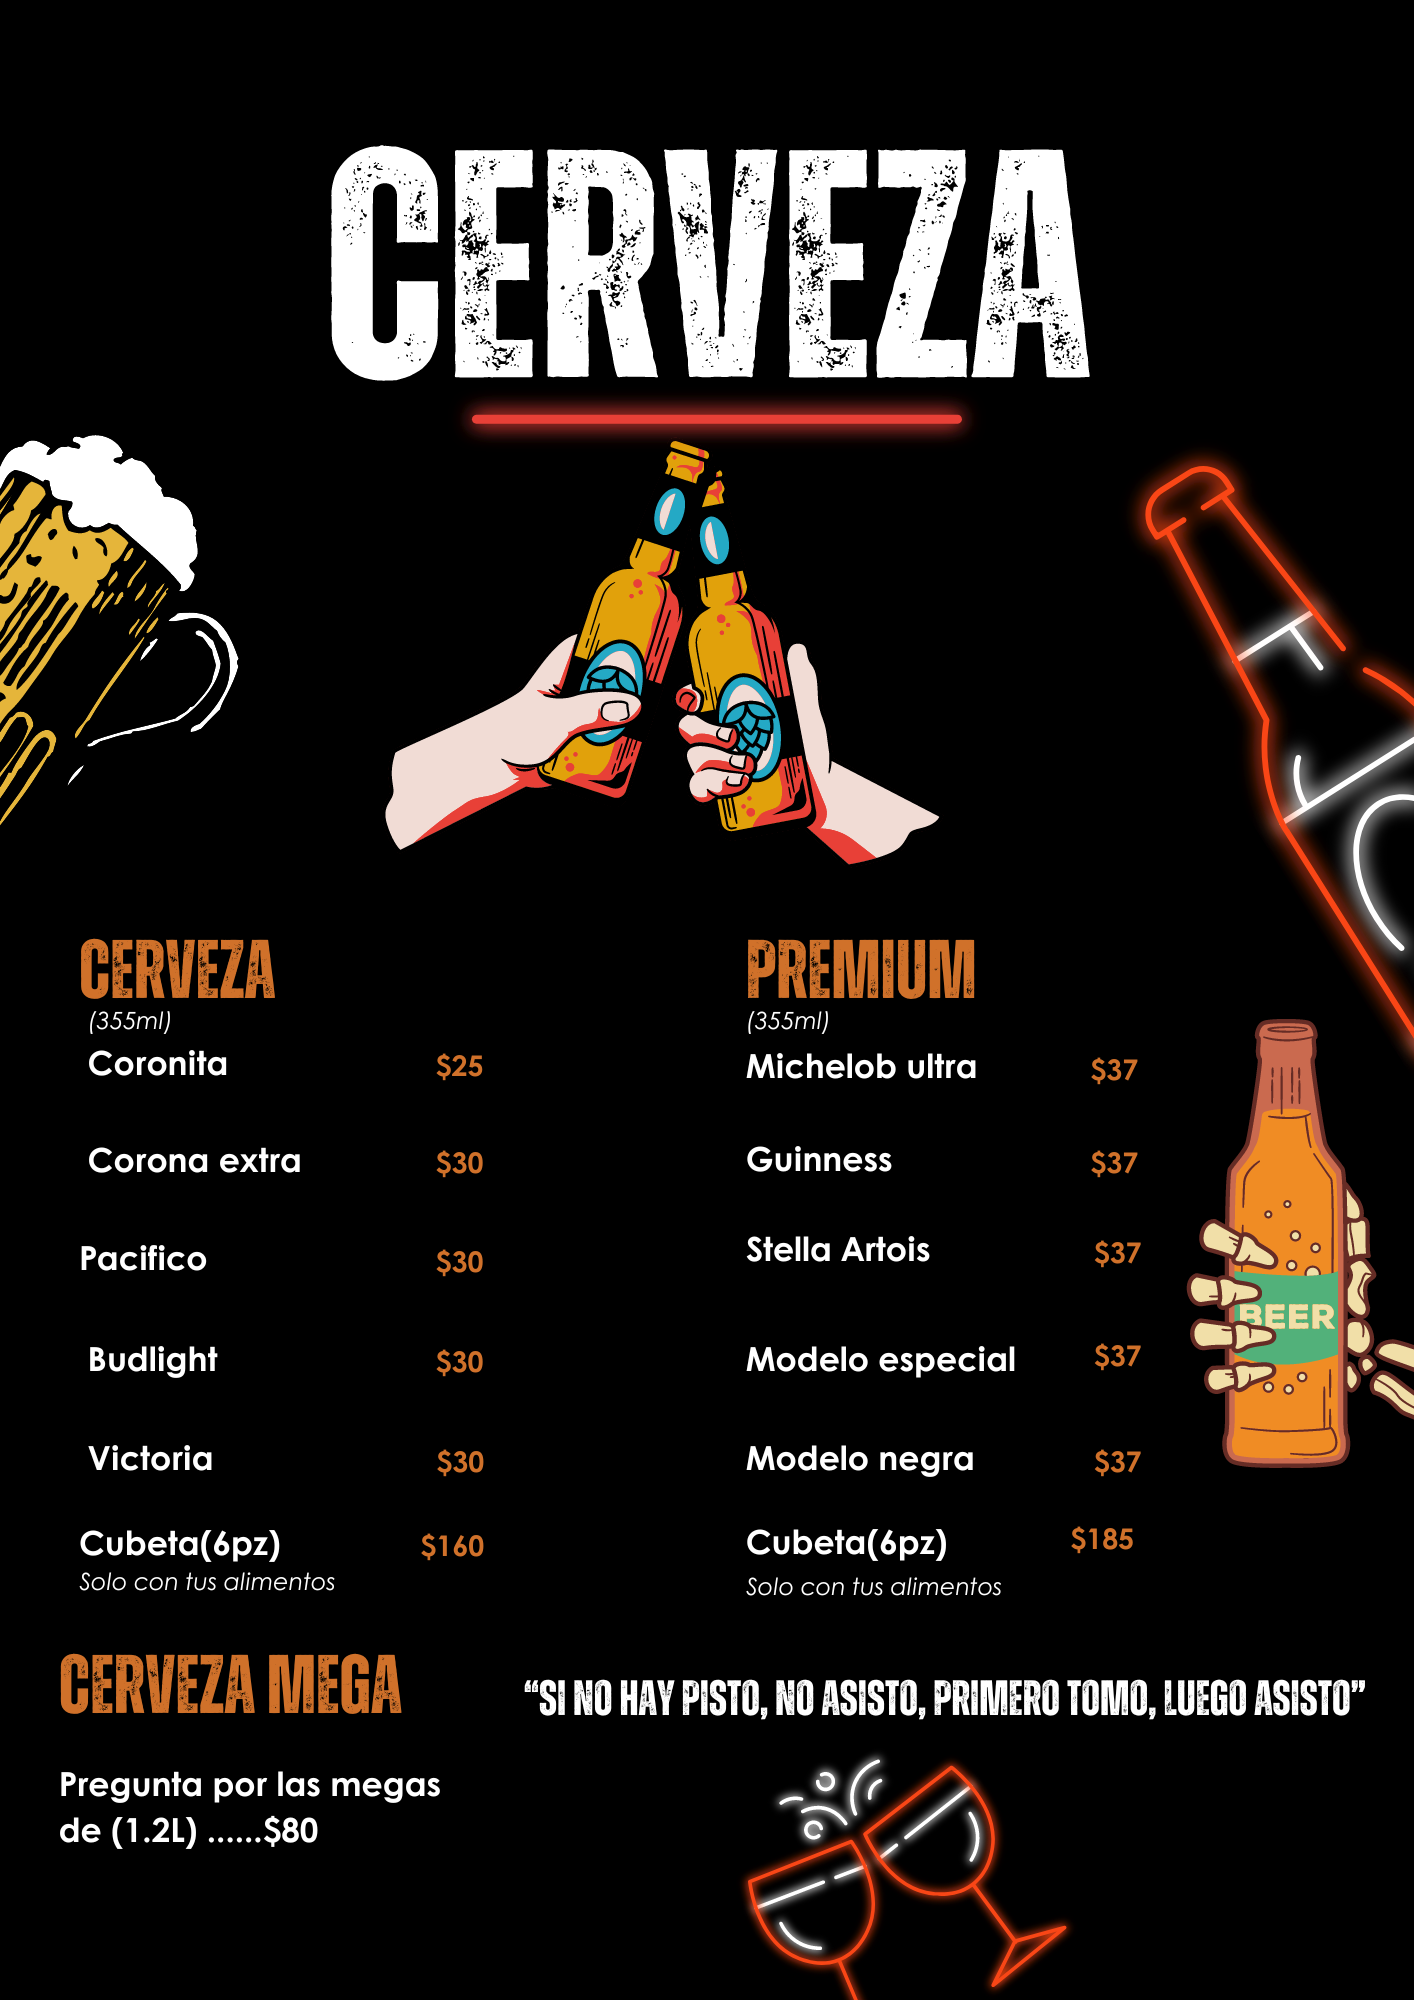 CERVEZA
CERVEZA
(355ml)
Coronita $25
Corona extra $30
Pacifico $30
Budlight $30
Victoria $30
Cubeta(6pz) $160
Solo con tus alimentos
PREMIUM
(355ml)
Michelob ultra $37
Guinness $37
Stella Artois $37
Modelo especial $37
Modelo negra $37
Cubeta(6pz) $185
Solo con tus alimentos
BEER
CERVEZA MEGA
Pregunta por las megas
de (1.2L) ......$80
“SI NO HAY PISTO, NO ASISTO, PRIMERO TOMO, LUEGO ASISTO”